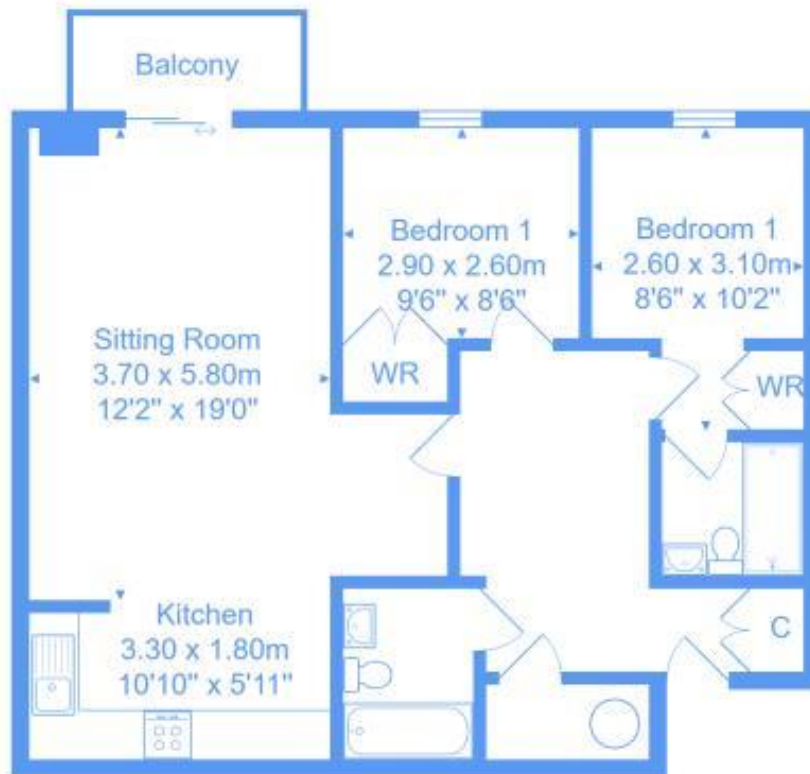 Balcony
Bedroom 1
2.90 x 2.60m
9'6" x 8'6"
Bedroom 1
2.60 x 3.10m
8'6" x 10'2"
Sitting Room
3.70 x 5.80m
12'2" x 19'0"
WR
WR
Kitchen
3.30 x 1.80m
10'10" x 5'11"
C